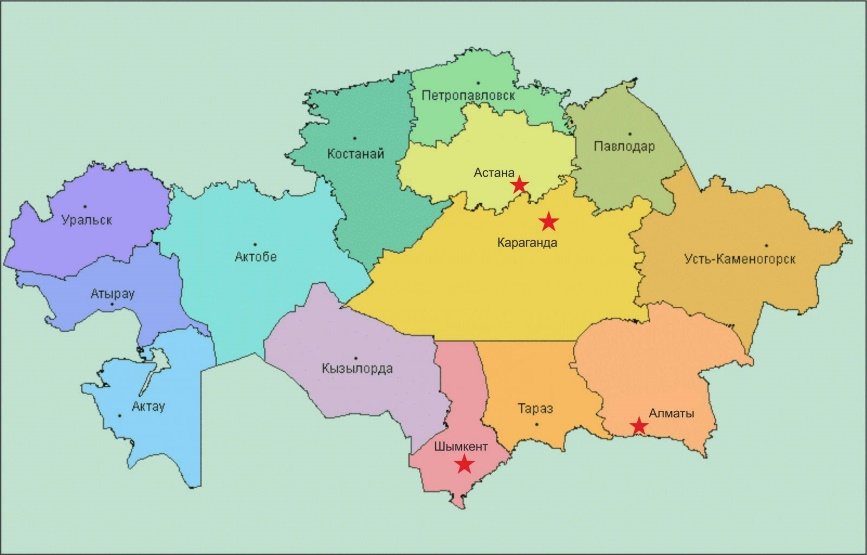 Петропавловск
Костанай
Павлодар
Астана
Уральск
Караганда
Актобе
Усть-Каменогорск
Атырау
Кызылорда
Актау
Тараз
Алматы
Шымкент